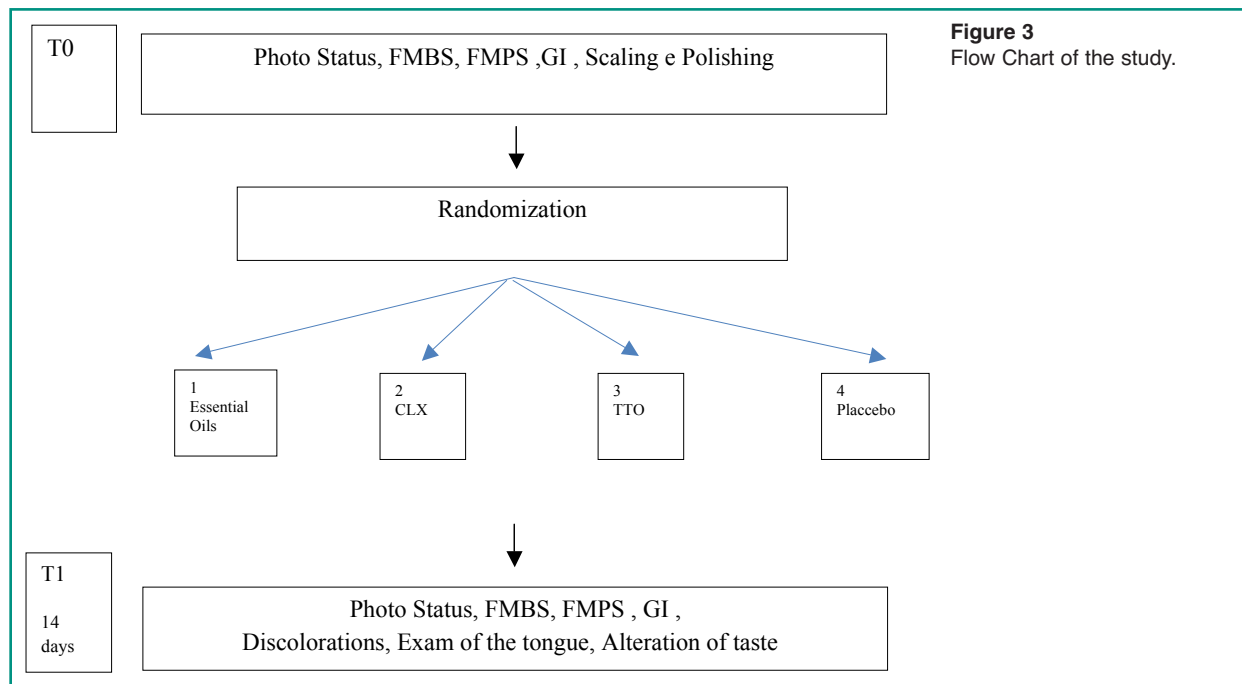 Figure 3
Flow Chart of the study.
T0
Photo Status, FMBS, FMPS ,GI , Scaling e Polishing
Randomization
1
Essential
Oils
2
CLX
3
TTO
4
Placcebo
T1
14
days
Photo Status, FMBS, FMPS , GI ,
Discolorations, Exam of the tongue, Alteration of taste